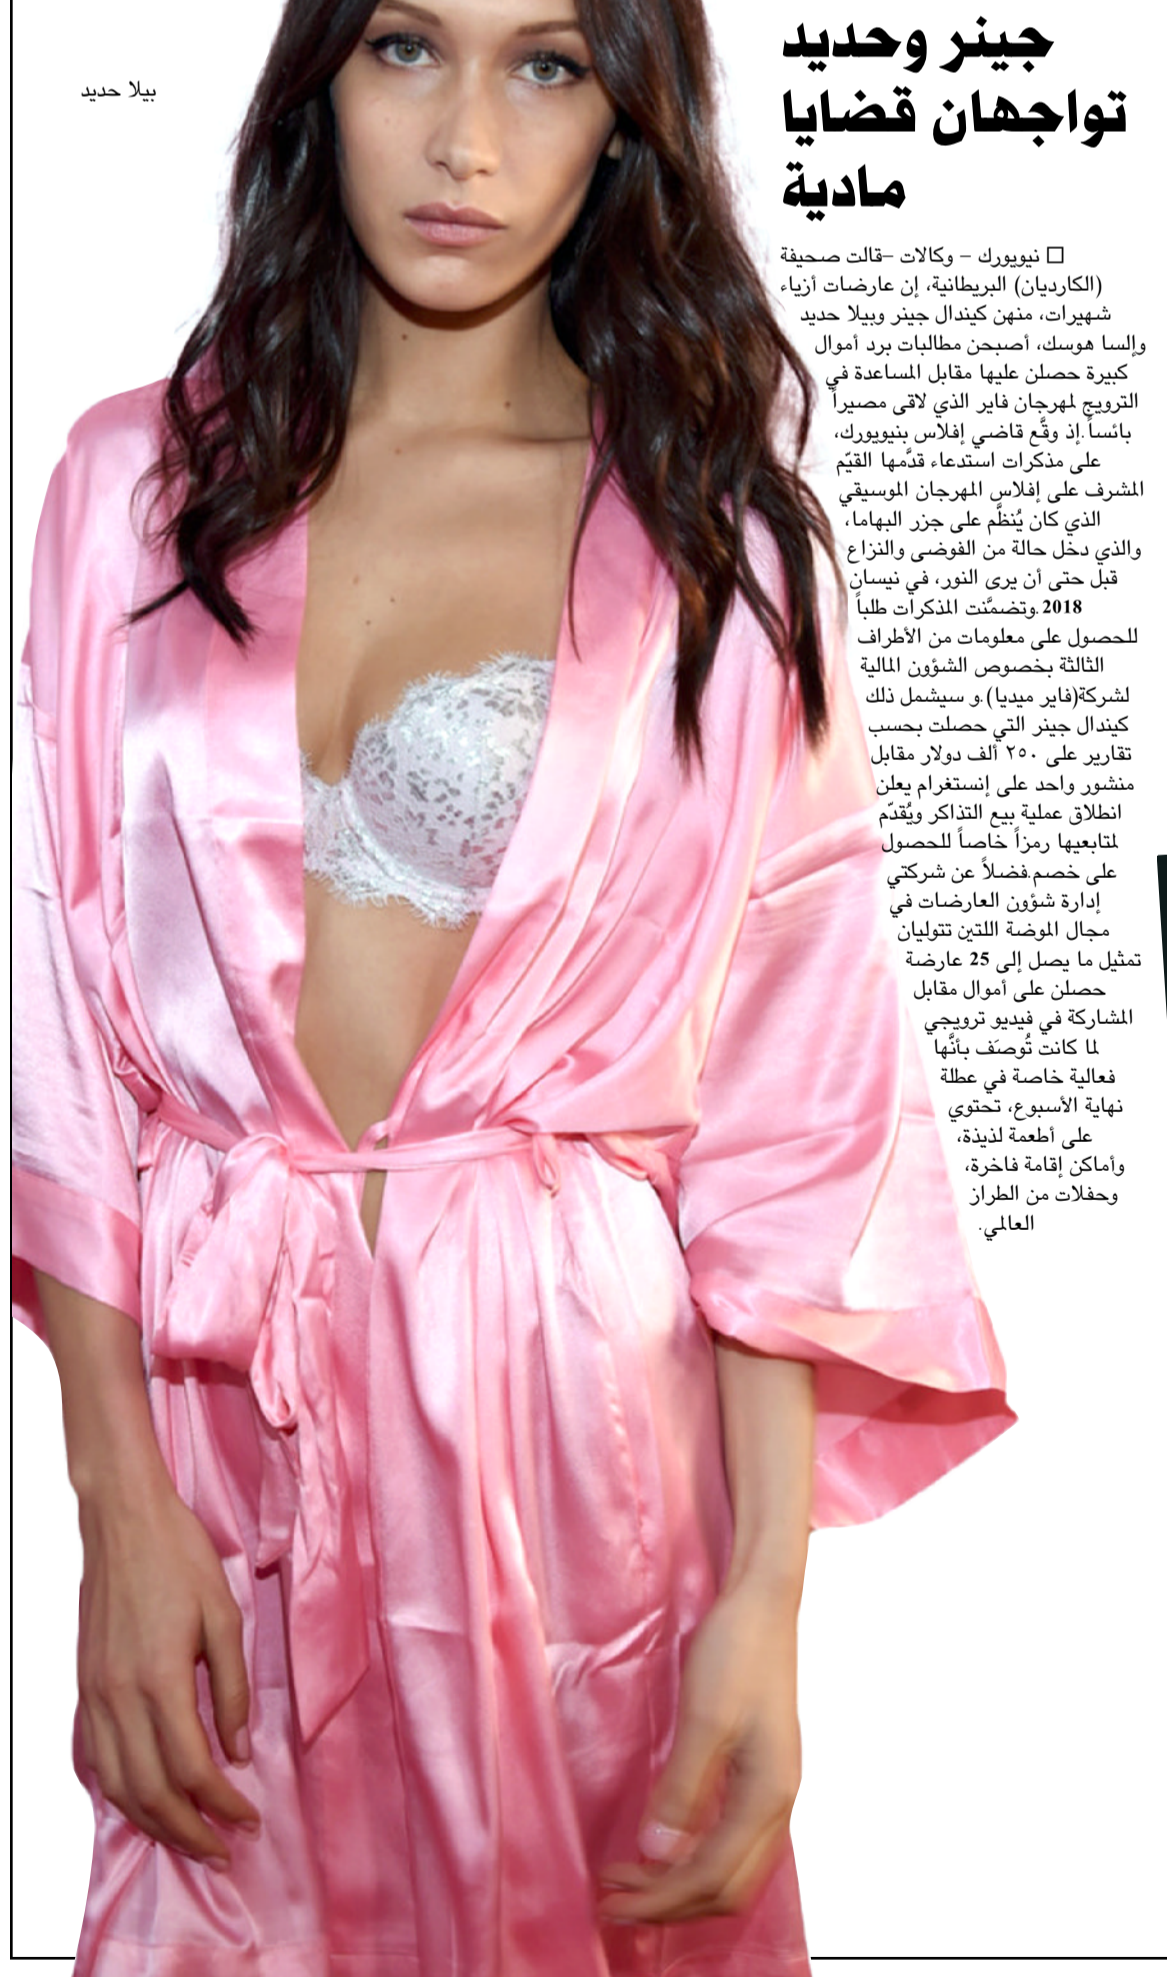 جينر وحديد
تواجهان قضايا
مادية
بيلا حديد
□ نيويورك – وكالات –قالت صحيفة
(الكارديان) البريطانية، إن عارضات أزياء
شهيرات، منهن كيندال جينر وبيلا حديد
وإلسا هوسك، أصبحن مطالبات برد أموال
كبيرة حصلن عليها مقابل المساعدة في
الترويج لمهرجان فاير الذي لاقى مصيراً
بائساً.إذ وقَّع قاضي إفلاس بنيويورك،
على مذكرات استدعاء قدَّمها القيّم
المشرف على إفلاس المهرجان الموسيقي
الذي كان يُنظَّم على جزر البهاما،
والذي دخل حالة من الفوضى والنزاع
قبل حتى أن يرى النور، في نيسان
2018.وتضمَّنت المذكرات طلباً
للحصول على معلومات من الأطراف
الثالثة بخصوص الشؤون المالية
لشركة(فاير ميديا).و سيشمل ذلك
كيندال جينر التي حصلت بحسب
تقارير على ٢٥٠ ألف دولار مقابل
منشور واحد على إنستغرام يعلن
انطلاق عملية بيع التذاكر ويُقدّم
لمتابعيها رمزاً خاصاً للحصول
على خصم.فضلاً عن شركتي
إدارة شؤون العارضات في
مجال الموضة اللتين تتوليان
تمثيل ما يصل إلى 25 عارضة
حصلن على أموال مقابل
المشاركة في فيديو ترويجي
لما كانت تُوصَف بأنَّها
فعالية خاصة في عطلة
نهاية الأسبوع، تحتوي
على أطعمة لذيذة،
وأماكن إقامة فاخرة،
وحفلات من الطراز
العالمي.